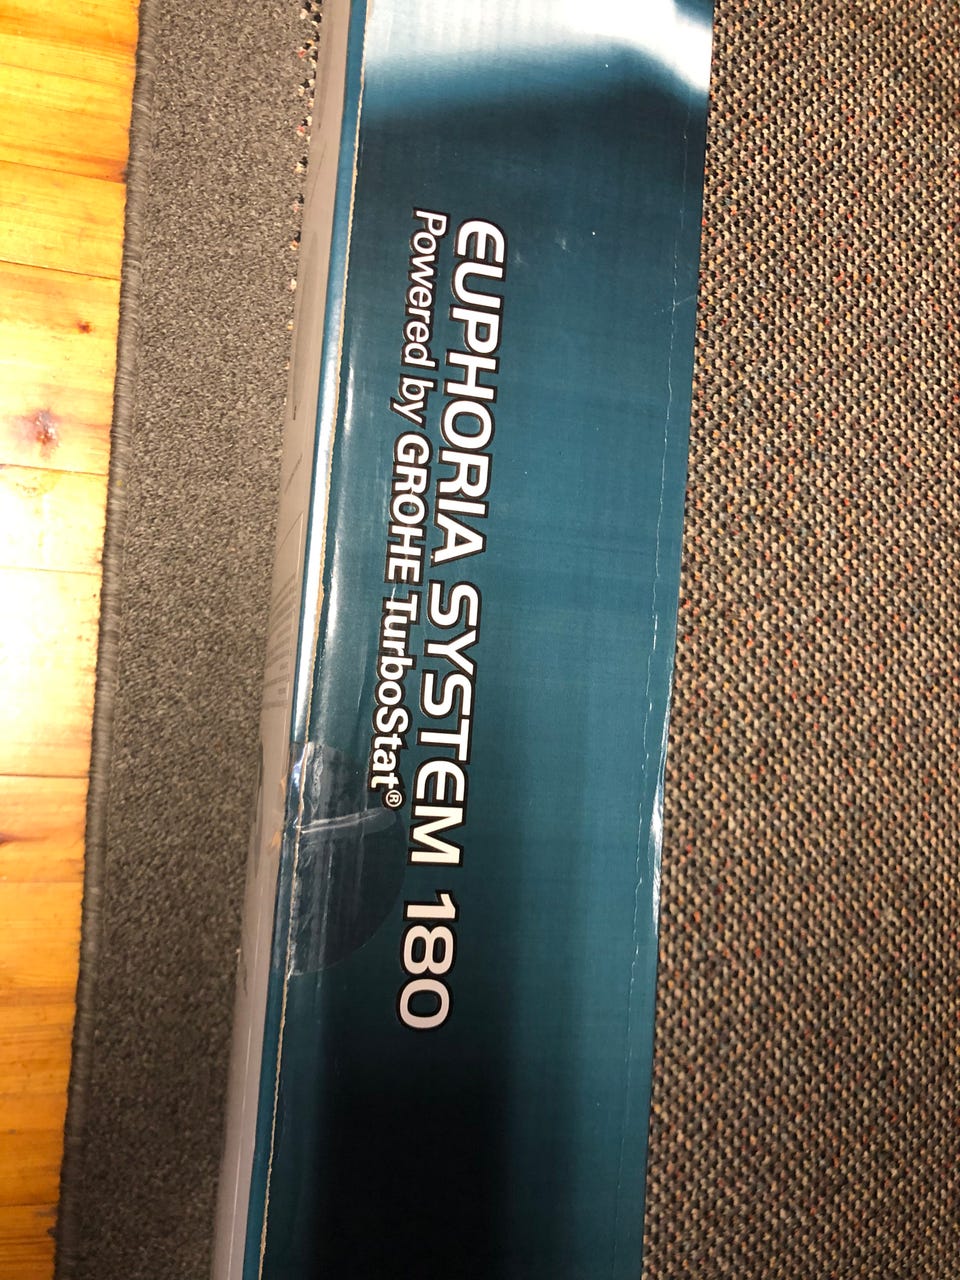 EUPHORIA SYSTEM 180
Powered by GROHE TurboStat®